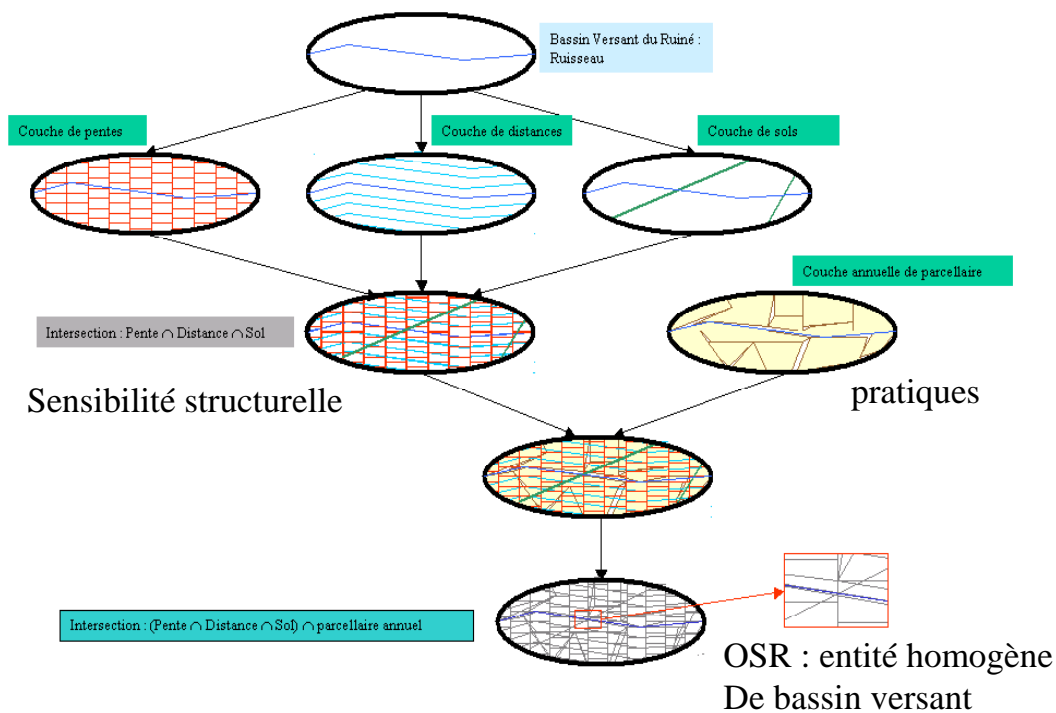 Bassin Versant du Ruiné :
Ruisseau
Couche de pentes
Couche de distances
Couche de sols
Couche annuelle de parcellaire
Intersection : Pente ∩ Distance ∩ Sol
Sensibilité structurelle
pratiques
Intersection : (Pente ∩ Distance ∩ Sol) ∩ parcellaire annuel
OSR : entité homogène
De bassin versant